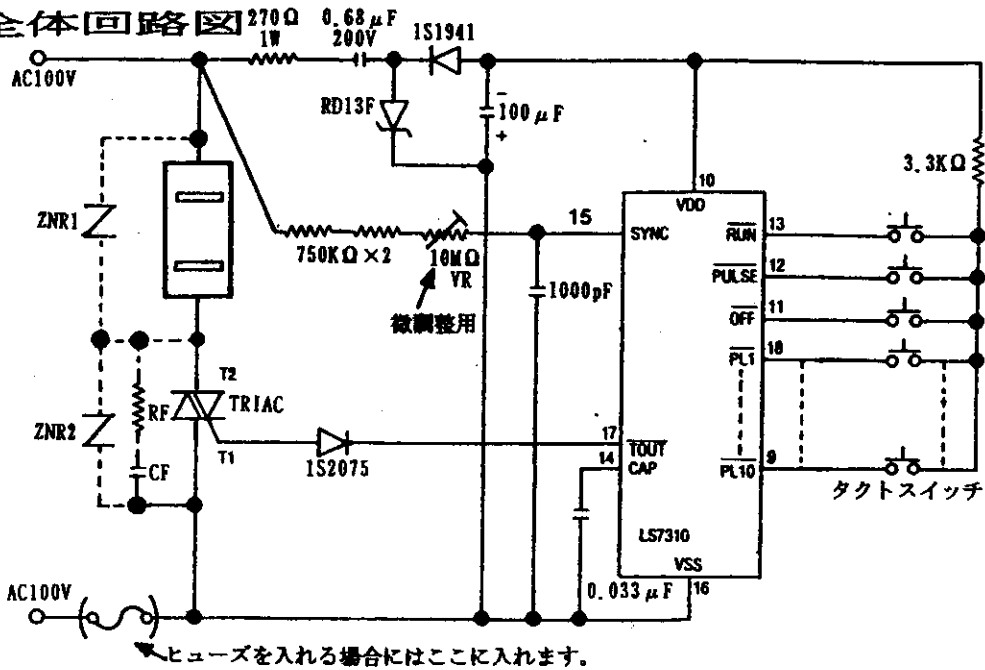 全体回路図
270Ω
1W
0.68μF
200V
1S1941
AC100V
RD13F
−
100μF
+
3.3KΩ
10
VDD
ZNR1
15
SYNC
RUN
13
750KΩ×2
10MΩ
VR
PULSE
12
1000pF
微調整用
OFF
11
PL1
18
T2
TRIAC
RF
ZNR2
T1
1S2075
17
TOUT
14
CAP
PL10
9
CF
タクトスイッチ
LS7310
VSS
16
0.033μF
AC100V
ヒューズを入れる場合にはここに入れます。